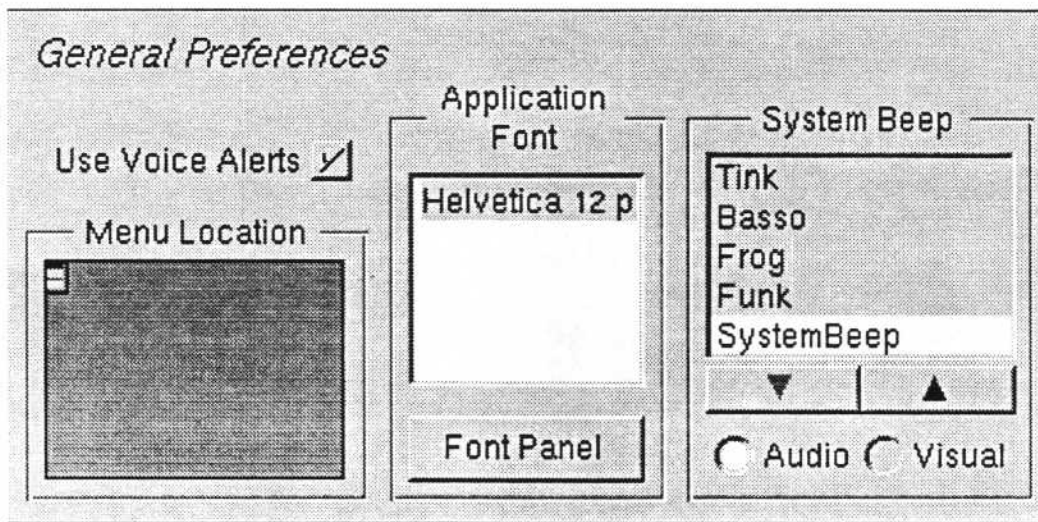 General Preferences
Use Voice Alerts
Menu Location
Application
Font
Helvetica 12 p
Font Panel
System Beep
Tink
Basso
Frog
Funk
SystemBeep
Audio
Visual